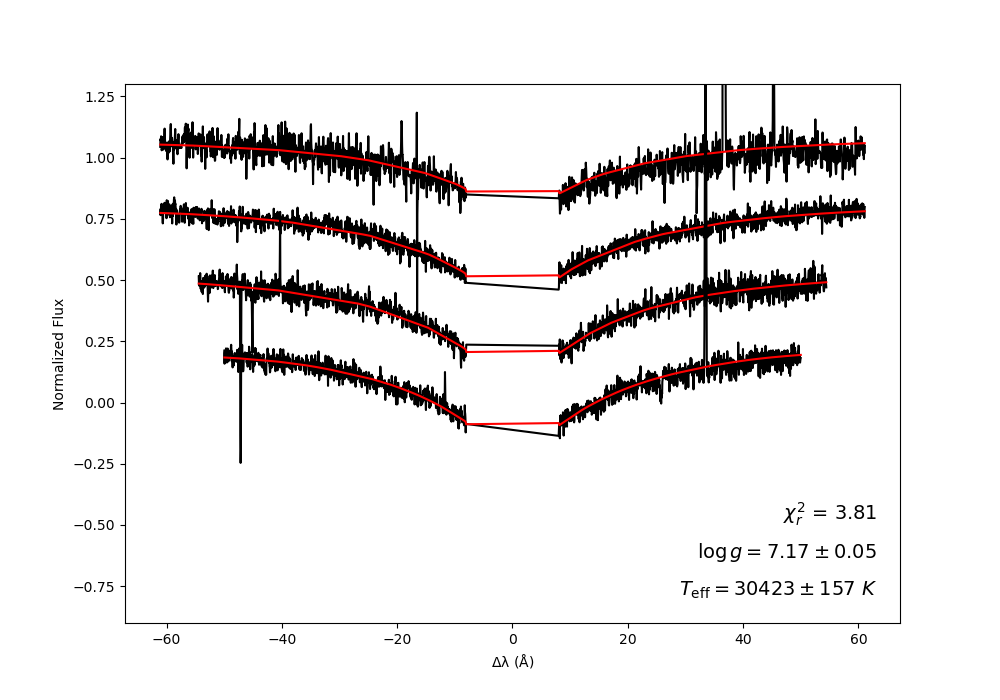 1.25
1.00
0.75
0.50
0.25
0.00
−0.25
−0.50
−0.75
Normalized Flux
χ²ᵣ = 3.81
log g = 7.17 ± 0.05
T_eff = 30423 ± 157 K
−60 −40 −20 0 20 40 60
Δλ (Å)